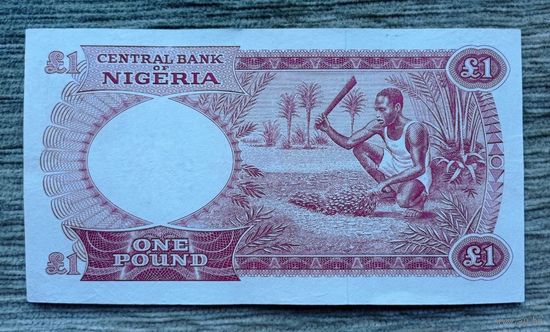 £1
CENTRAL BANK
OF
NIGERIA
£1
£1
ONE
POUND
£1